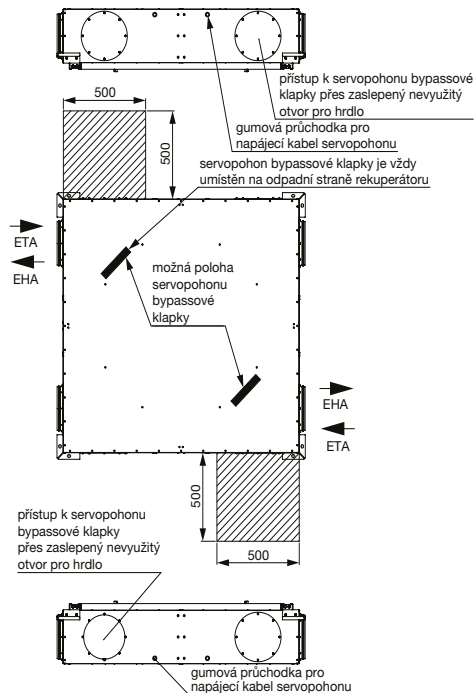 přístup k servopohonu bypassové
klapky přes zaslepený nevyužitý
otvor pro hrdlo
500
gumová průchodka pro
napájecí kabel servopohonu
500
servopohon bypassové klapky je vždy
umístěn na odpadní straně rekuperátoru
ETA
EHA
možná poloha
servopohonu
bypassové
klapky
EHA
ETA
500
500
přístup k servopohonu
bypassové klapky
přes zaslepený nevyužitý
otvor pro hrdlo
gumová průchodka pro
napájecí kabel servopohonu